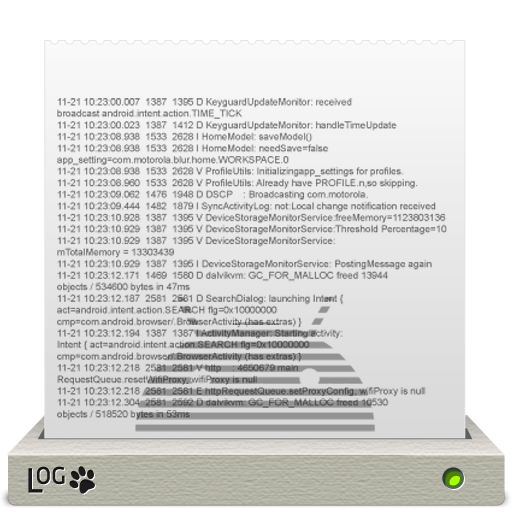 11-21 10:23:00.007 1387 1395 D KeyguardUpdateMonitor: received
broadcast android.intent.action.TIME_TICK
11-21 10:23:00.023 1387 1412 D KeyguardUpdateMonitor: handleTimeUpdate
11-21 10:23:08.938 1533 2628 I HomeModel: saveModel()
11-21 10:23:08.938 1533 2628 I HomeModel: needSave=false
app_setting=com.motorola.blur.home.WORKSPACE.0
11-21 10:23:08.938 1533 2628 V ProfileUtils: Initializingapp_settings for profiles.
11-21 10:23:08.960 1533 2628 V ProfileUtils: Already have PROFILE.n,so skipping.
11-21 10:23:09.062 1476 1948 D DSCP : Broadcasting com.motorola.
11-21 10:23:09.444 1482 1879 I SyncActivityLog: not:Local change notification received
11-21 10:23:10.928 1387 1395 V DeviceStorageMonitorService:freeMemory=1123803136
11-21 10:23:10.929 1387 1395 V DeviceStorageMonitorService:Threshold Percentage=10
11-21 10:23:10.929 1387 1395 V DeviceStorageMonitorService:
mTotalMemory = 13303439
11-21 10:23:10.929 1387 1395 I DeviceStorageMonitorService: PostingMessage again
11-21 10:23:12.171 1469 1580 D dalvikvm: GC_FOR_MALLOC freed 13944
objects / 534600 bytes in 47ms
11-21 10:23:12.187 2581 2581 D SearchDialog: launching Intent {
act=android.intent.action.SEARCH flg=0x10000000
cmp=com.android.browser/.BrowserActivity (has extras) }
11-21 10:23:12.194 1387 1387 I ActivityManager: Starting activity:
Intent { act=android.intent.action.SEARCH flg=0x10000000
cmp=com.android.browser/.BrowserActivity (has extras) }
11-21 10:23:12.218 2581 2581 V http : 4650679 main
RequestQueue.resetWifiProxy, wifiProxy is null
11-21 10:23:12.218 2581 2581 E httpRequestQueue.setProxyConfig, wifiProxy is null
11-21 10:23:12.304 2581 2592 D dalvikvm: GC_FOR_MALLOC freed 10530
objects / 518520 bytes in 53ms
LOG